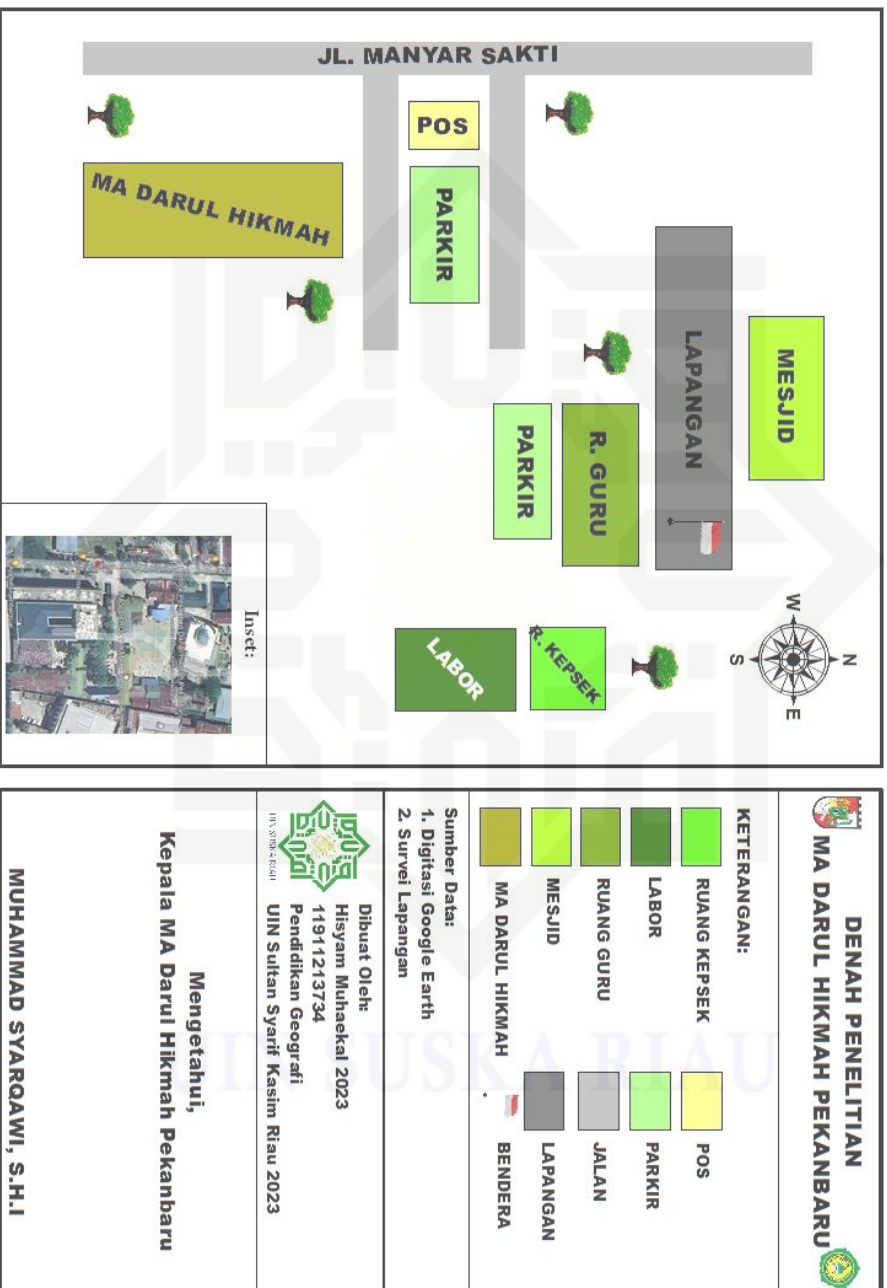 JL. MANYAR SAKTI
POS
PARKIR
MA DARUL HIKMAH
LAPANGAN
MESJID
R. GURU
PARKIR
R. KEPSEK
LABOR
N
W
E
S
Inset:
DENAH PENELITIAN
MA DARUL HIKMAH PEKANBARU
KETERANGAN:
RUANG KEPSEK
LABOR
RUANG GURU
MESJID
MA DARUL HIKMAH
POS
PARKIR
JALAN
LAPANGAN
BENDERA
Sumber Data:
1. Digitasi Google Earth
2. Survei Lapangan
UIN SUSKA RIAU
Dibuat Oleh:
Hisyam Muhaekal 2023
11911213734
Pendidikan Geografi
UIN Sultan Syarif Kasim Riau 2023
Mengetahui,
Kepala MA Darul Hikmah Pekanbaru
MUHAMMAD SYARQAWI, S.H.I
UIN SUSKA RIAU